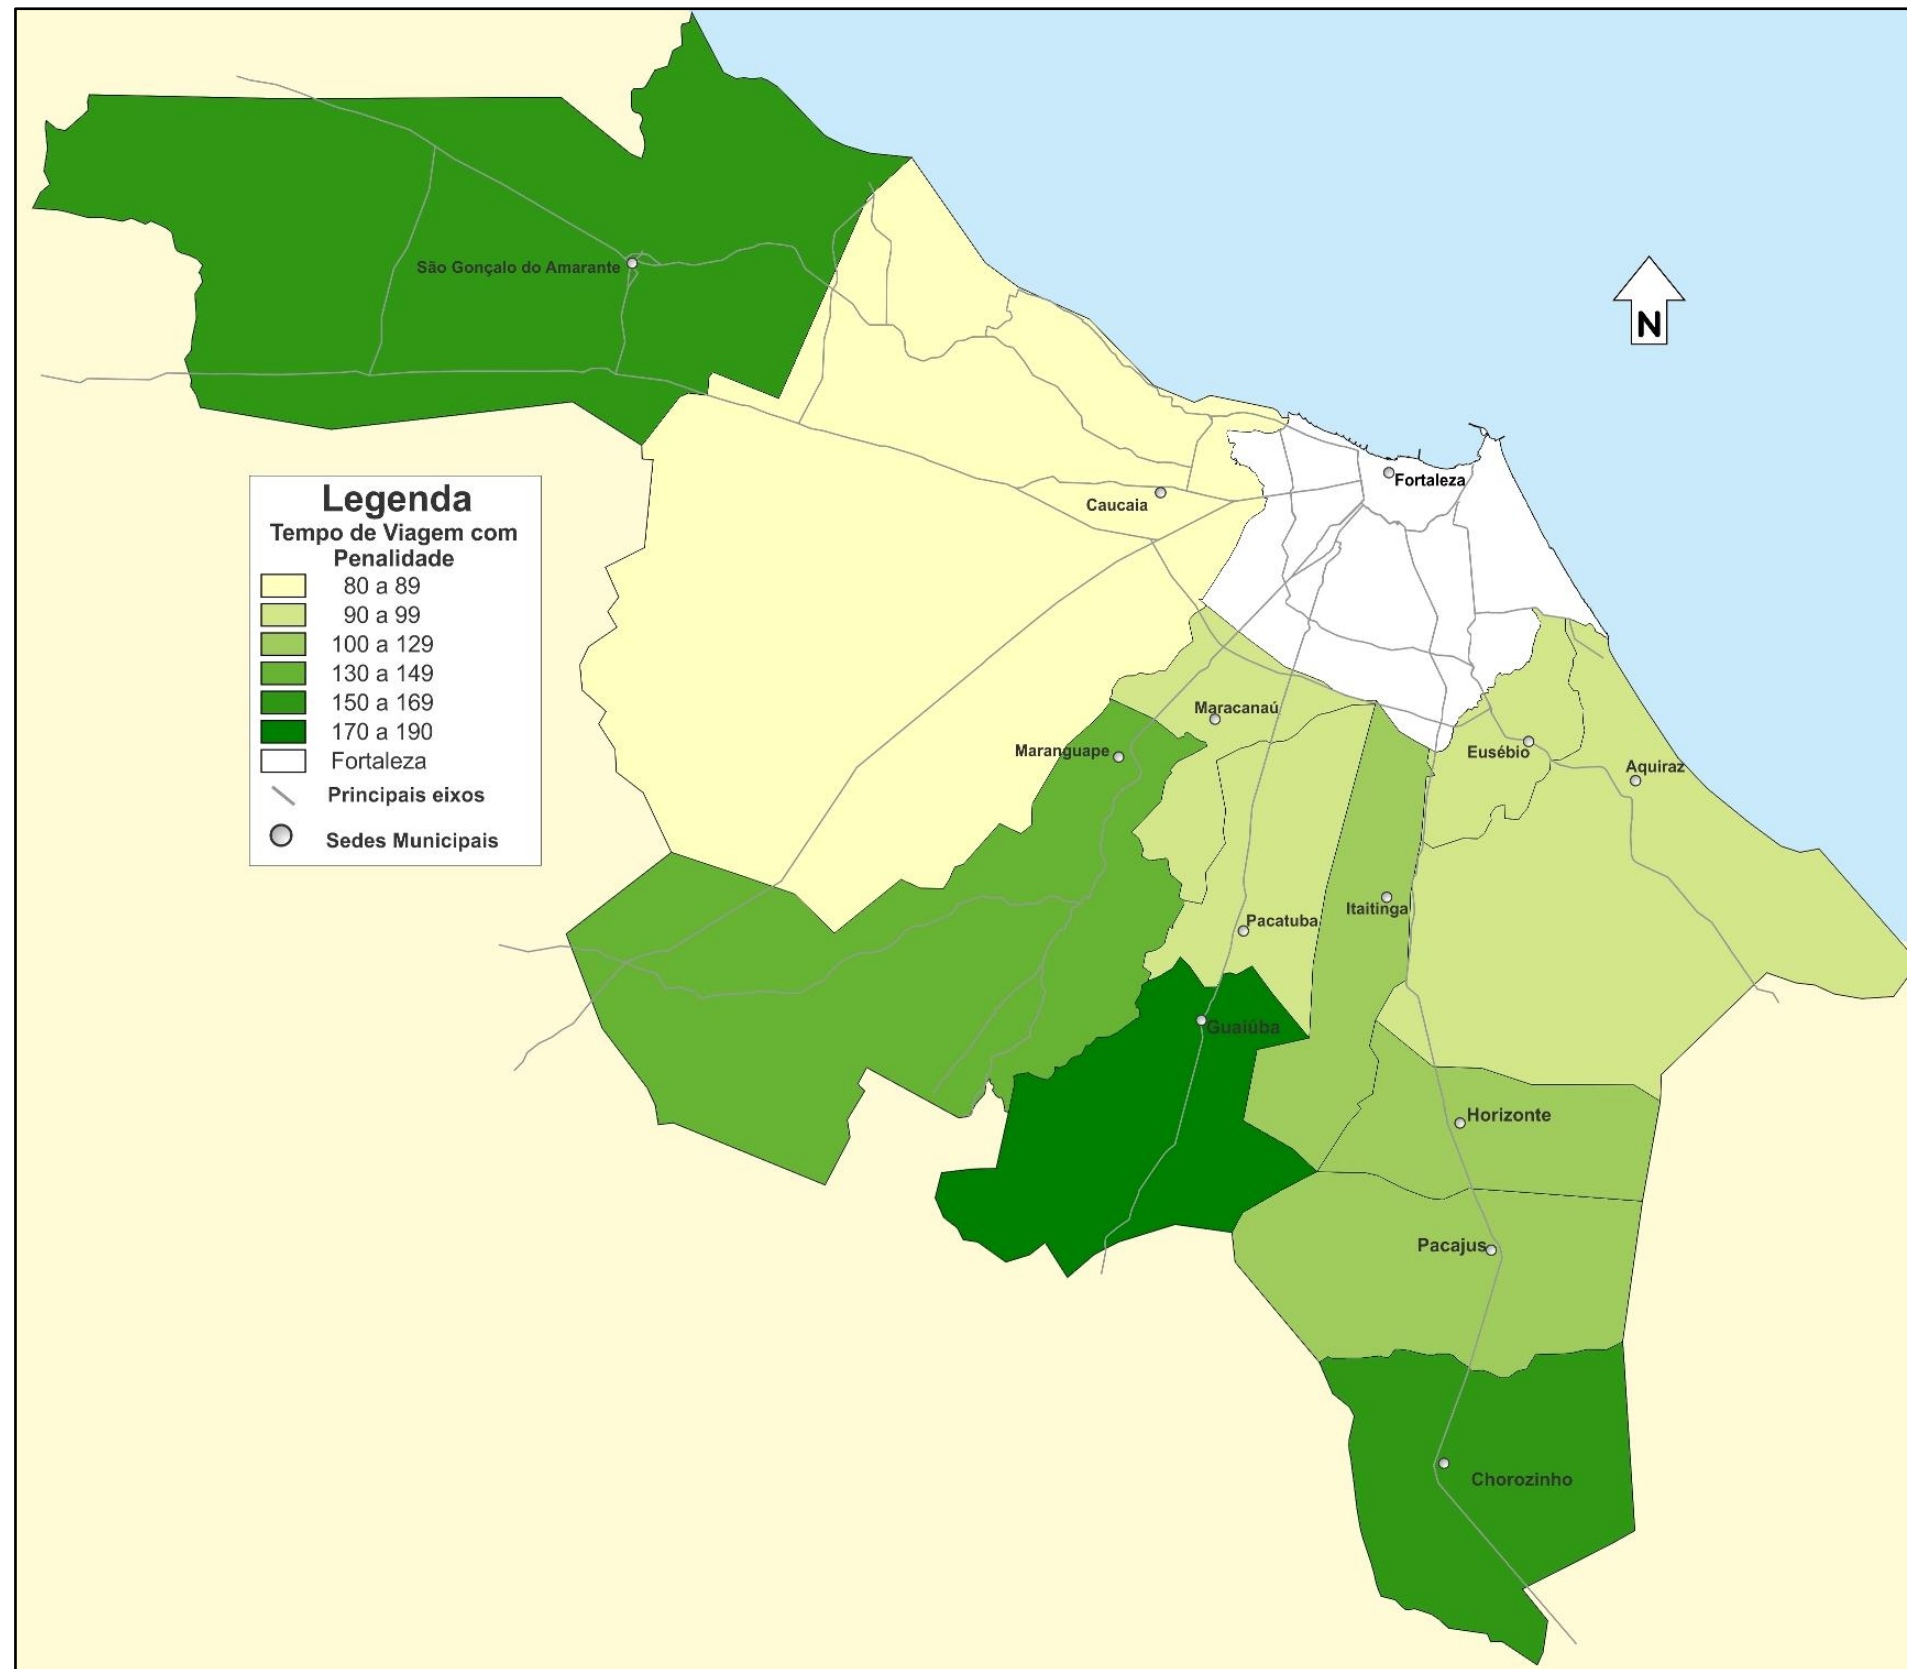 São Gonçalo do Amarante
N
Fortaleza
Caucaia
Legenda
Tempo de Viagem com
Penalidade
80 a 89
90 a 99
100 a 129
130 a 149
150 a 169
170 a 190
Fortaleza
Principais eixos
Sedes Municipais
Maracanaú
Maranguape
Eusébio
Aquiraz
Itaitinga
Pacatuba
Guaiúba
Horizonte
Pacajus
Chorozinho